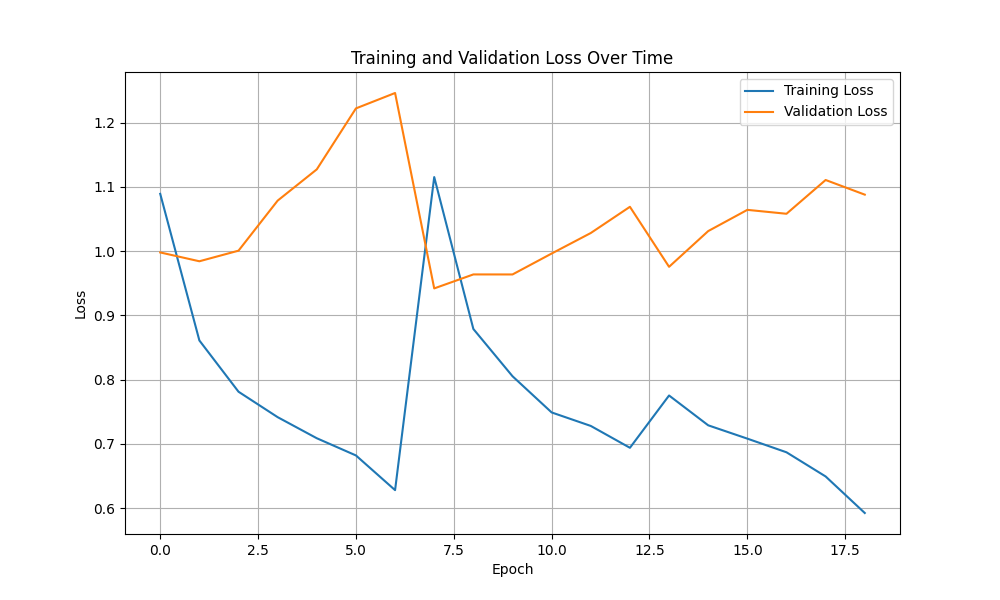 Training and Validation Loss Over Time
Training Loss
Validation Loss
1.2
1.1
1.0
0.9
0.8
0.7
0.6
Loss
0.0 2.5 5.0 7.5 10.0 12.5 15.0 17.5
Epoch